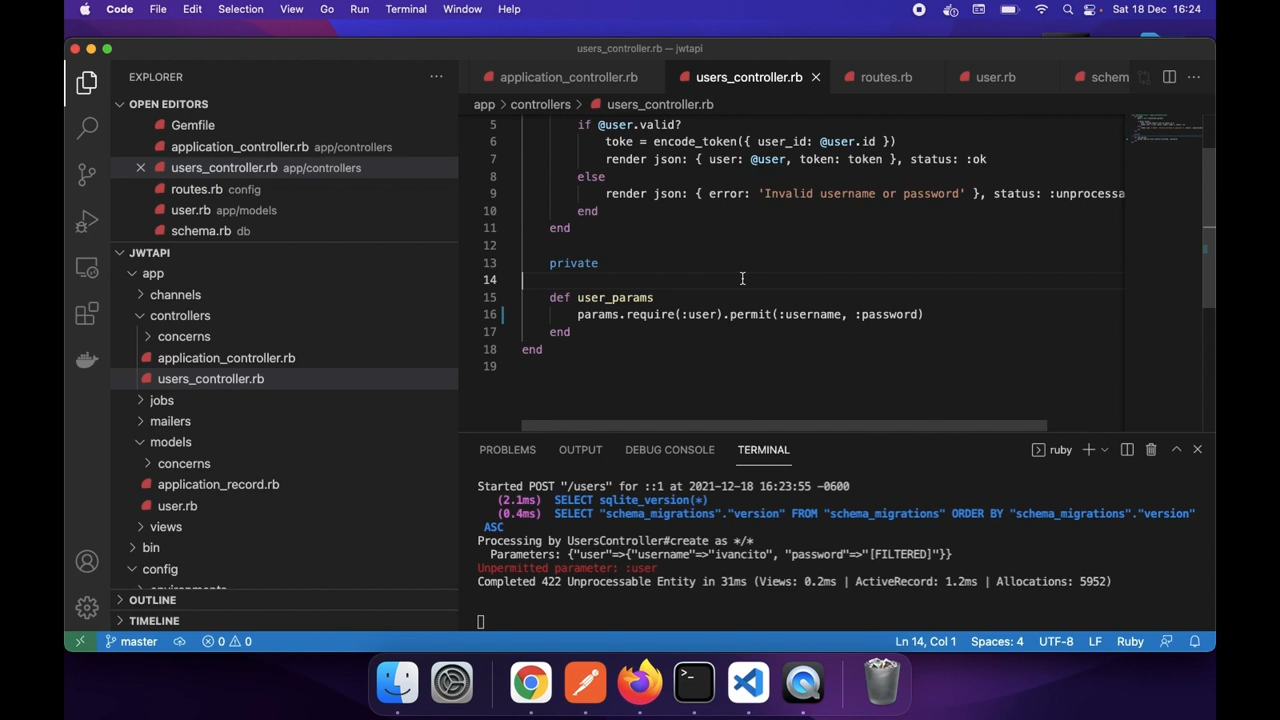 Code File Edit Selection View Go Run Terminal Window Help Sat 18 Dec 16:24
users_controller.rb — jwtapi
EXPLORER
OPEN EDITORS
Gemfile
application_controller.rb app/controllers
users_controller.rb app/controllers
routes.rb config
user.rb app/models
schema.rb db
JWTAPI
app
channels
controllers
concerns
application_controller.rb
users_controller.rb
jobs
mailers
models
concerns
application_record.rb
user.rb
views
bin
config
OUTLINE
TIMELINE
application_controller.rb users_controller.rb routes.rb user.rb schem
app > controllers > users_controller.rb
5 if @user.valid?
6 toke = encode_token({ user_id: @user.id })
7 render json: { user: @user, token: token }, status: :ok
8 else
9 render json: { error: 'Invalid username or password' }, status: :unprocessa
10 end
11 end
12
13 private
14
15 def user_params
16 params.require(:user).permit(:username, :password)
17 end
18 end
19
PROBLEMS OUTPUT DEBUG CONSOLE TERMINAL ruby
Started POST "/users" for ::1 at 2021-12-18 16:23:55 -0600
(2.1ms) SELECT sqlite_version(*)
(0.4ms) SELECT "schema_migrations"."version" FROM "schema_migrations" ORDER BY "schema_migrations"."version"
ASC
Processing by UsersController#create as */*
Parameters: {"user"=>{"username"=>"ivancito", "password"=>"[FILTERED]"}}
Unpermitted parameter: :user
Completed 422 Unprocessable Entity in 31ms (Views: 0.2ms | ActiveRecord: 1.2ms | Allocations: 5952)
master 0 0 Ln 14, Col 1 Spaces: 4 UTF-8 LF Ruby